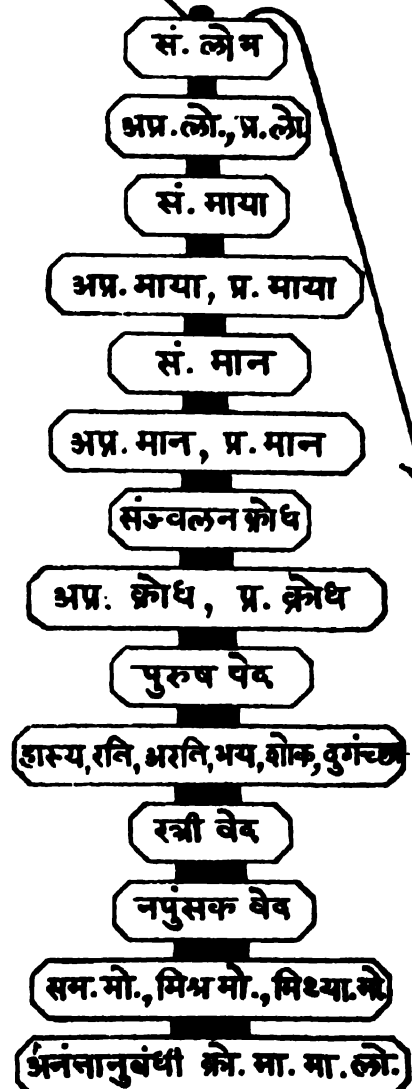 सं. लोभ
अप्र. लो., प्र. लो.
सं. माया
अप्र. माया, प्र. माया
सं. मान
अप्र. मान, प्र. मान
संज्वलन क्रोध
अप्र. क्रोध, प्र. क्रोध
पुरुष वेद
हास्य, रति, अरति, भय, शोक, दुगंच्छा
स्त्री वेद
नपुंसक वेद
सम. मो., मिश्र मो., मिथ्या. मो.
अनंतानुबंधी क्रो. मा. मा. लो.